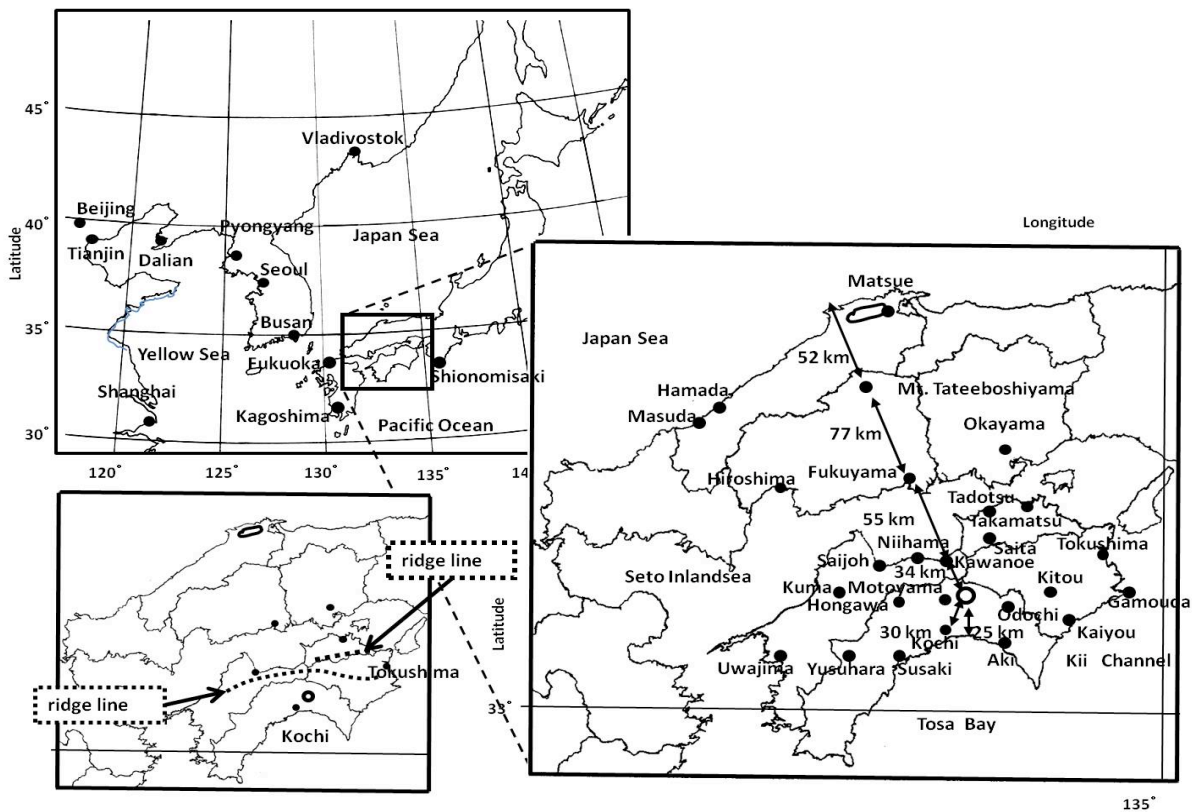 45°
Vladivostok
40°
Beijing
Pyongyang
Japan Sea
Latitude
Tianjin
Dalian
Seoul
35°
Busan
Yellow Sea
Fukuoka
Shionomisaki
Shanghai
Kagoshima
Pacific Ocean
30°
120°
125°
130°
135°
14
Longitude
Matsue
Japan Sea
52 km
Mt. Tateeboshiyama
Hamada
Masuda
77 km
Okayama
Hiroshima
Fukuyama
Tadotsu
55 km
Takamatsu
Niihama
Saita
Tokushima
Saijoh
Kawanoe
34 km
Seto Inlandsea
Kitou
Kuma
Motoyama
Gamouda
Hongawa
Odochi
Latitude
30 km
25 km
Kaiyou
Kochi
Uwajima
Yusuhara
Susaki
Aki
Kii Channel
33°
Tosa Bay
135°
ridge line
Tokushima
ridge line
Kochi